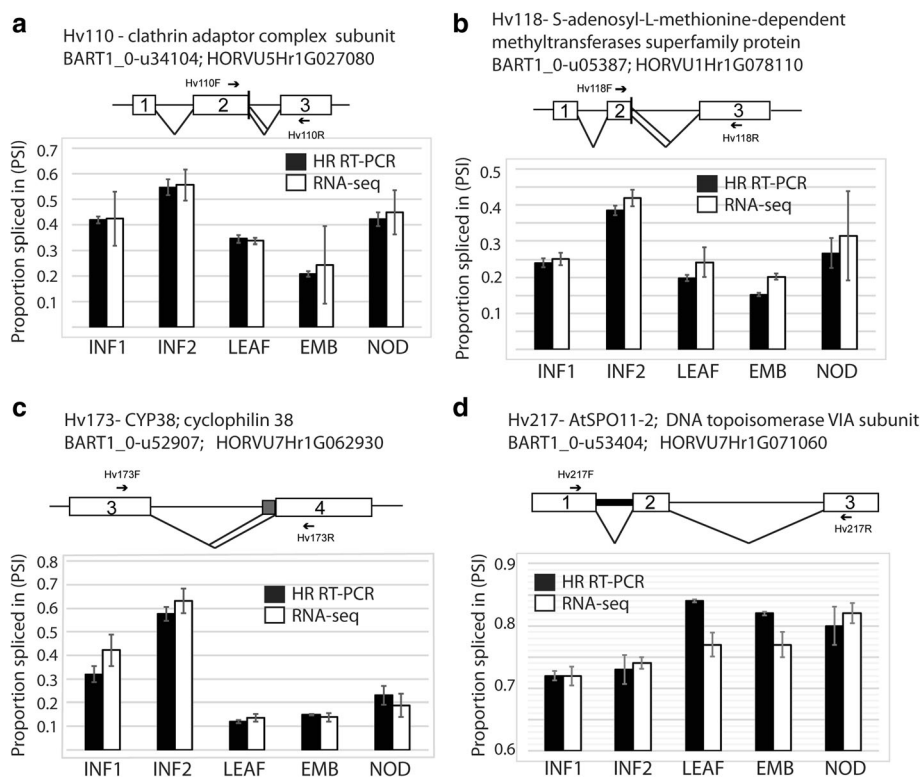 a
Hv110 - clathrin adaptor complex subunit
BART1_0-u34104; HORVU5Hr1G027080
Hv110F
1
2
3
Hv110R
Proportion spliced in (PSI)
0.7
0.6
0.5
0.4
0.3
0.2
0.1
HR RT-PCR
RNA-seq
INF1 INF2 LEAF EMB NOD
b
Hv118- S-adenosyl-L-methionine-dependent
methyltransferases superfamily protein
BART1_0-u05387; HORVU1Hr1G078110
Hv118F
1
2
3
Hv118R
Proportion spliced in (PSI)
0.5
0.4
0.3
0.2
0.1
HR RT-PCR
RNA-seq
INF1 INF2 LEAF EMB NOD
c
Hv173- CYP38; cyclophilin 38
BART1_0-u52907; HORVU7Hr1G062930
Hv173F
3
4
Hv173R
Proportion spliced in (PSI)
0.8
0.7
0.6
0.5
0.4
0.3
0.2
0.1
HR RT-PCR
RNA-seq
INF1 INF2 LEAF EMB NOD
d
Hv217- AtSPO11-2; DNA topoisomerase VIA subunit
BART1_0-u53404; HORVU7Hr1G071060
Hv217F
1
2
3
Hv217R
Proportion spliced in (PSI)
0.9
0.8
0.7
0.6
HR RT-PCR
RNA-seq
INF1 INF2 LEAF EMB NOD